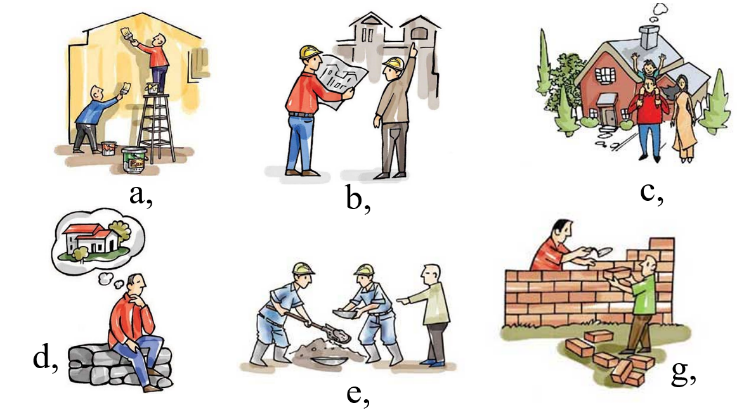 a,
b,
c,
d,
e,
g,